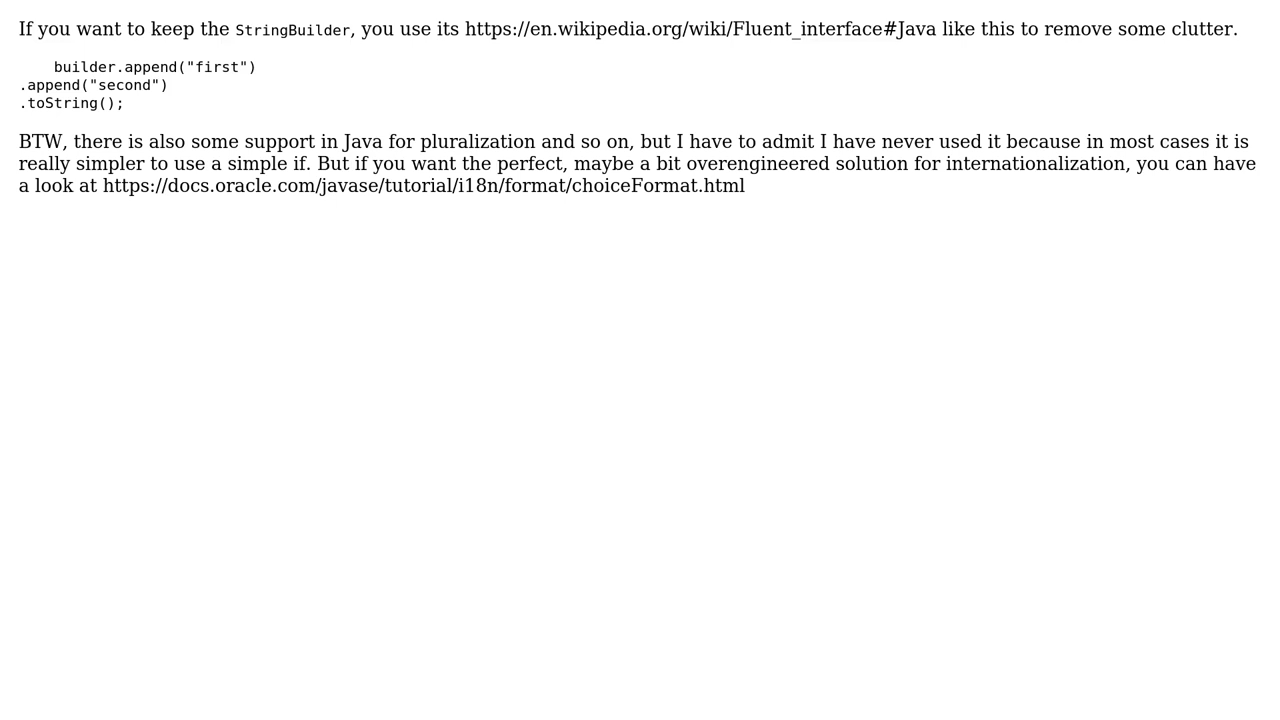 If you want to keep the StringBuilder, you use its https://en.wikipedia.org/wiki/Fluent_interface#Java like this to remove some clutter.
builder.append("first")
.append("second")
.toString();
BTW, there is also some support in Java for pluralization and so on, but I have to admit I have never used it because in most cases it is
really simpler to use a simple if. But if you want the perfect, maybe a bit overengineered solution for internationalization, you can have
a look at https://docs.oracle.com/javase/tutorial/i18n/format/choiceFormat.html